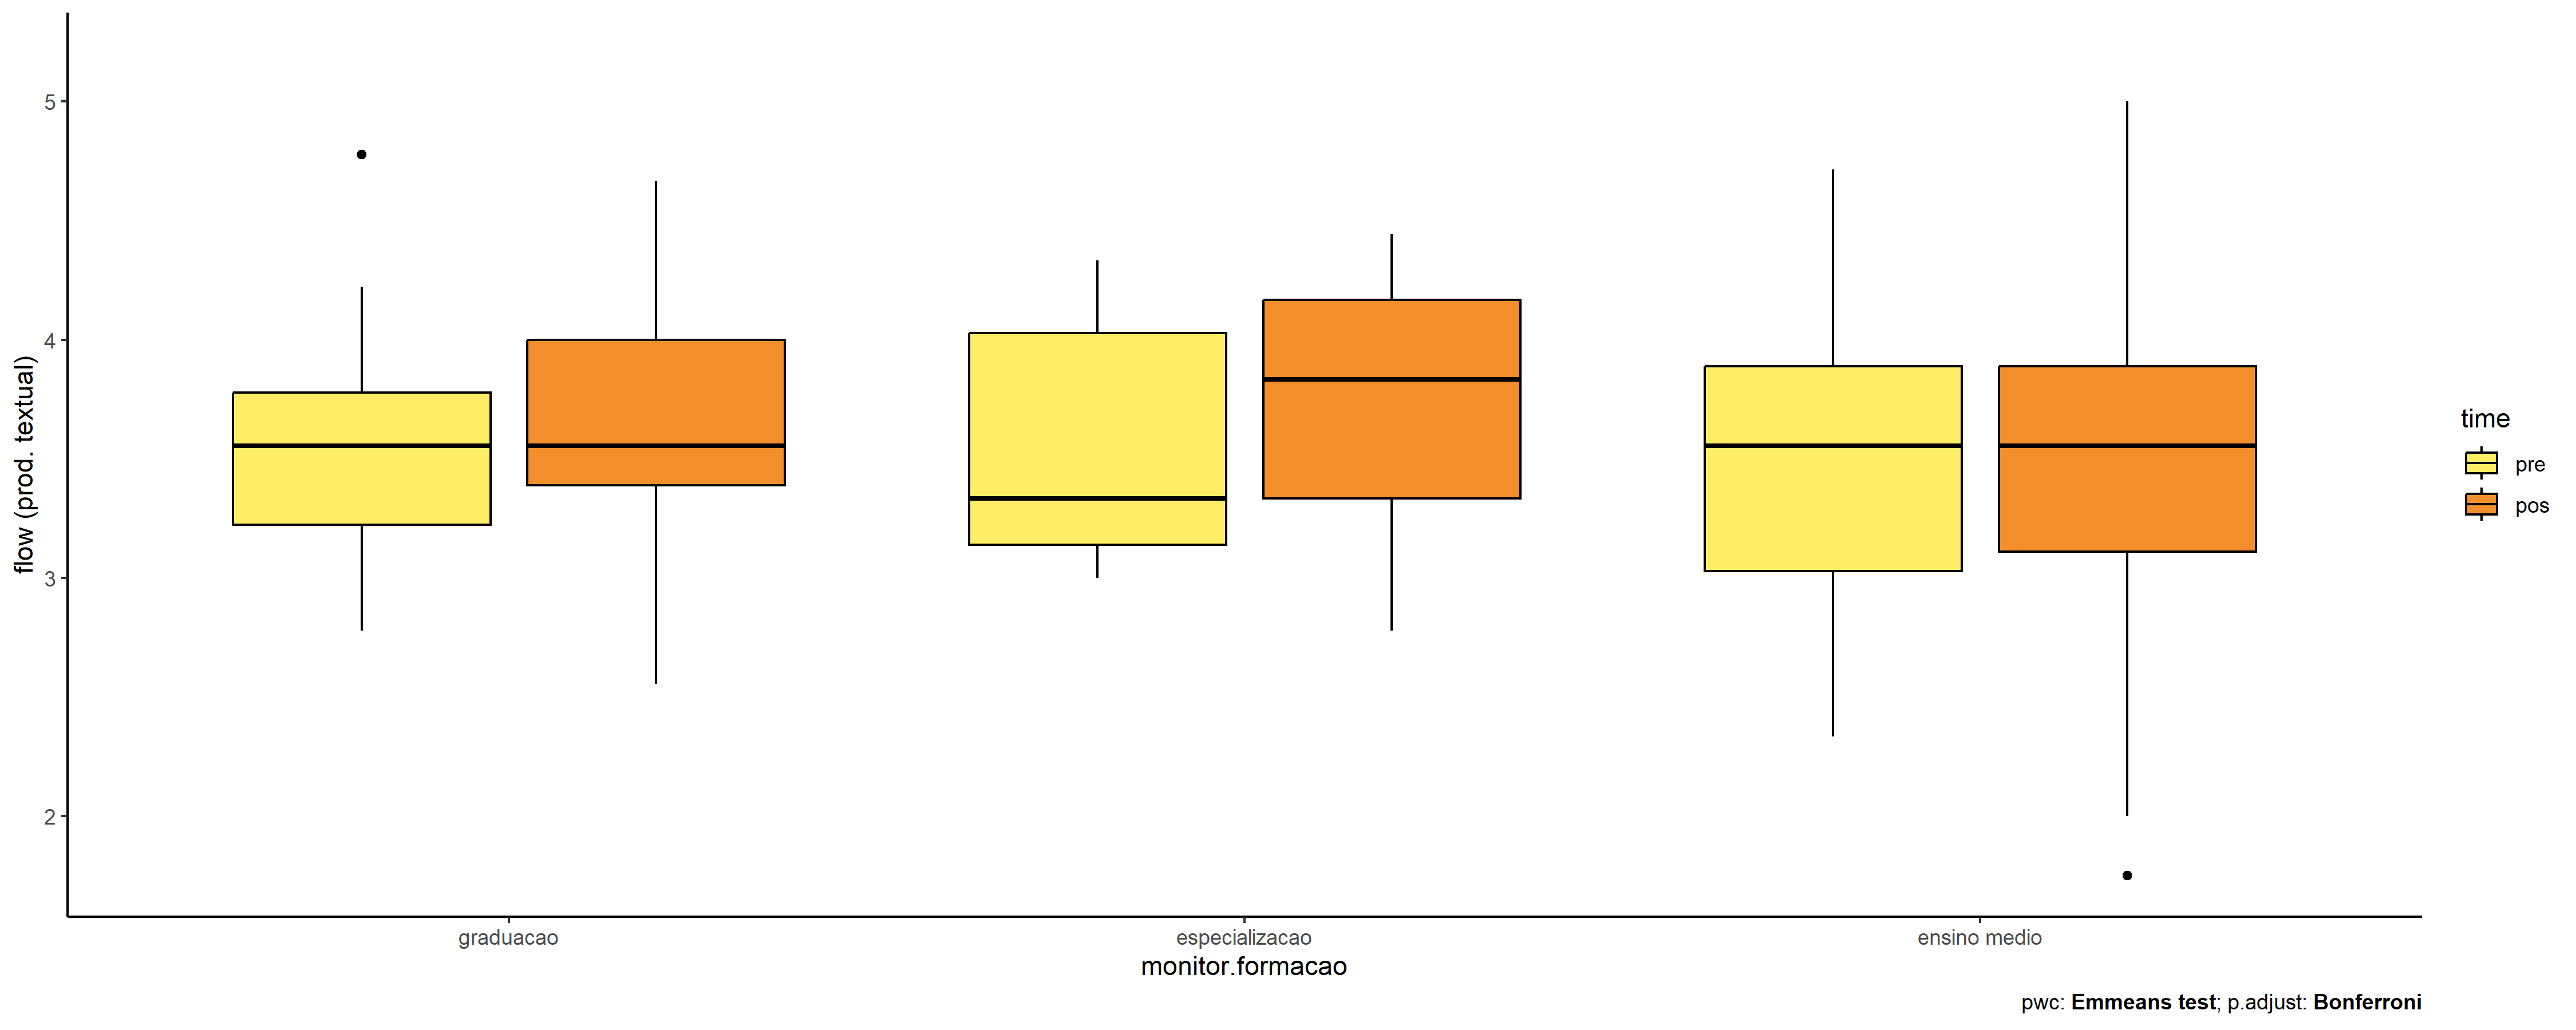 5
4
3
2
flow (prod. textual)
graduacao
especializacao
ensino medio
monitor.formacao
time
pre
pos
pwc: Emmeans test; p.adjust: Bonferroni